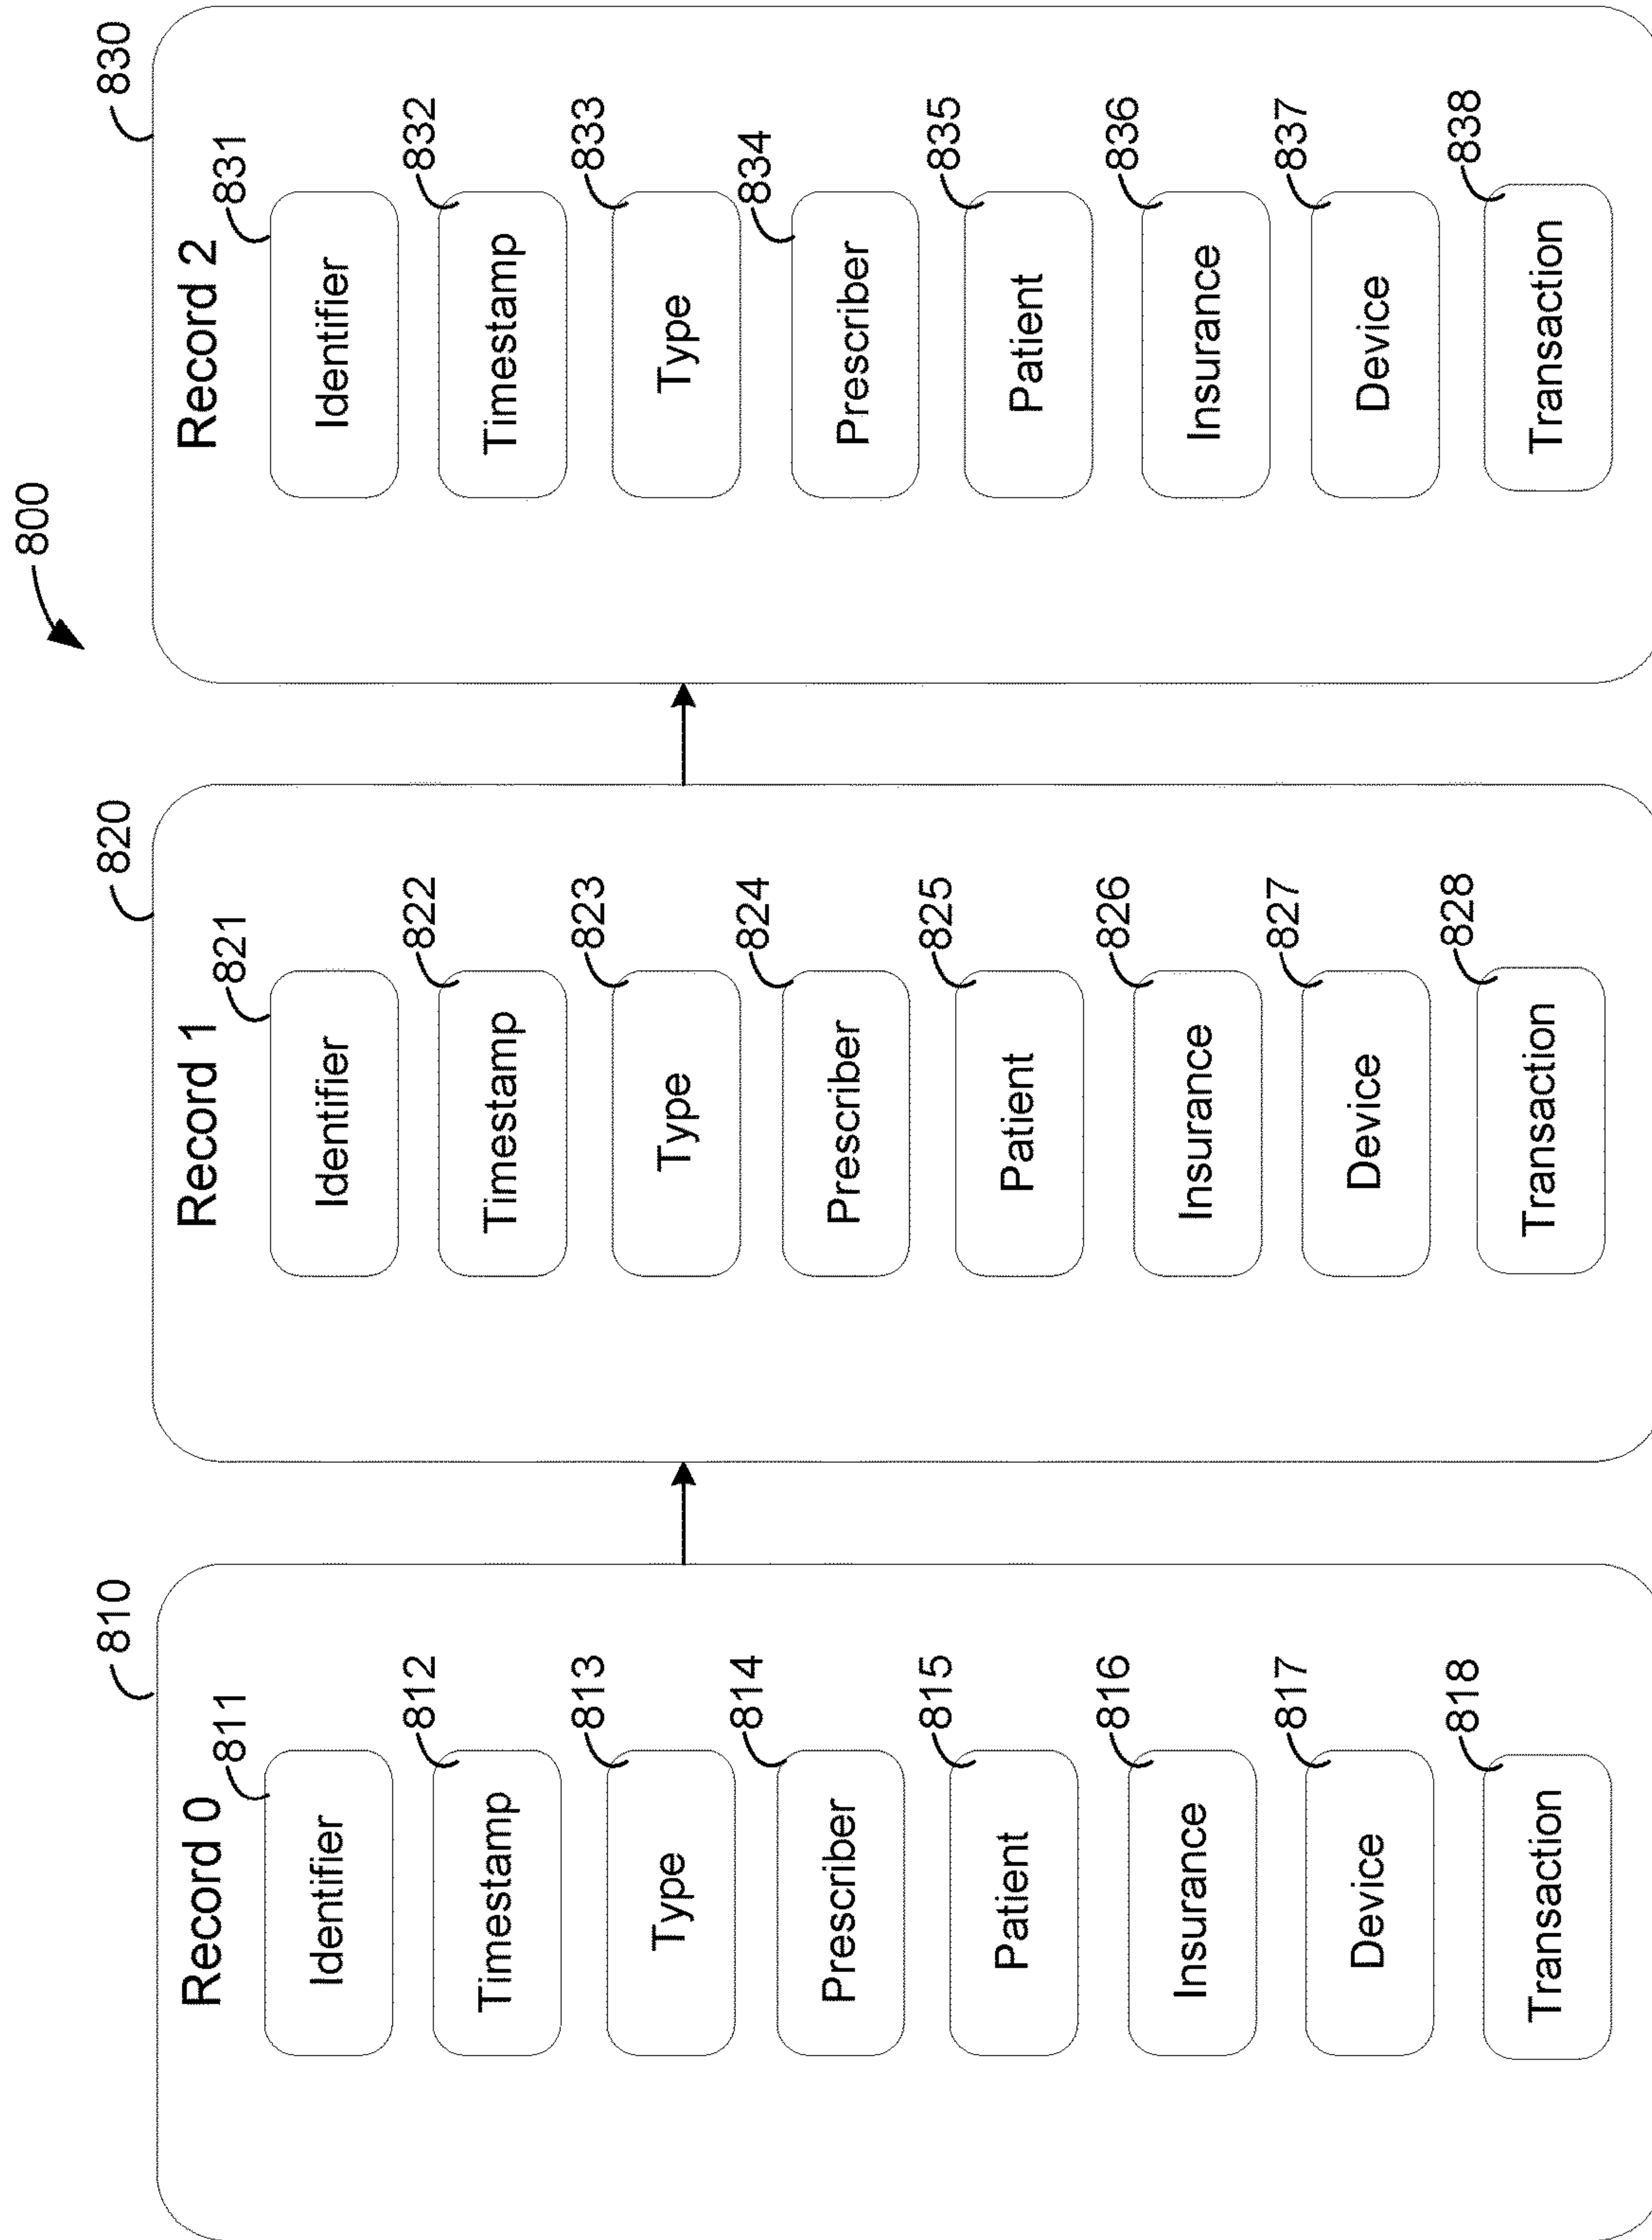 800
810
Record 0
811
Identifier
812
Timestamp
813
Type
814
Prescriber
815
Patient
816
Insurance
817
Device
818
Transaction
820
Record 1
821
Identifier
822
Timestamp
823
Type
824
Prescriber
825
Patient
826
Insurance
827
Device
828
Transaction
830
Record 2
831
Identifier
832
Timestamp
833
Type
834
Prescriber
835
Patient
836
Insurance
837
Device
838
Transaction